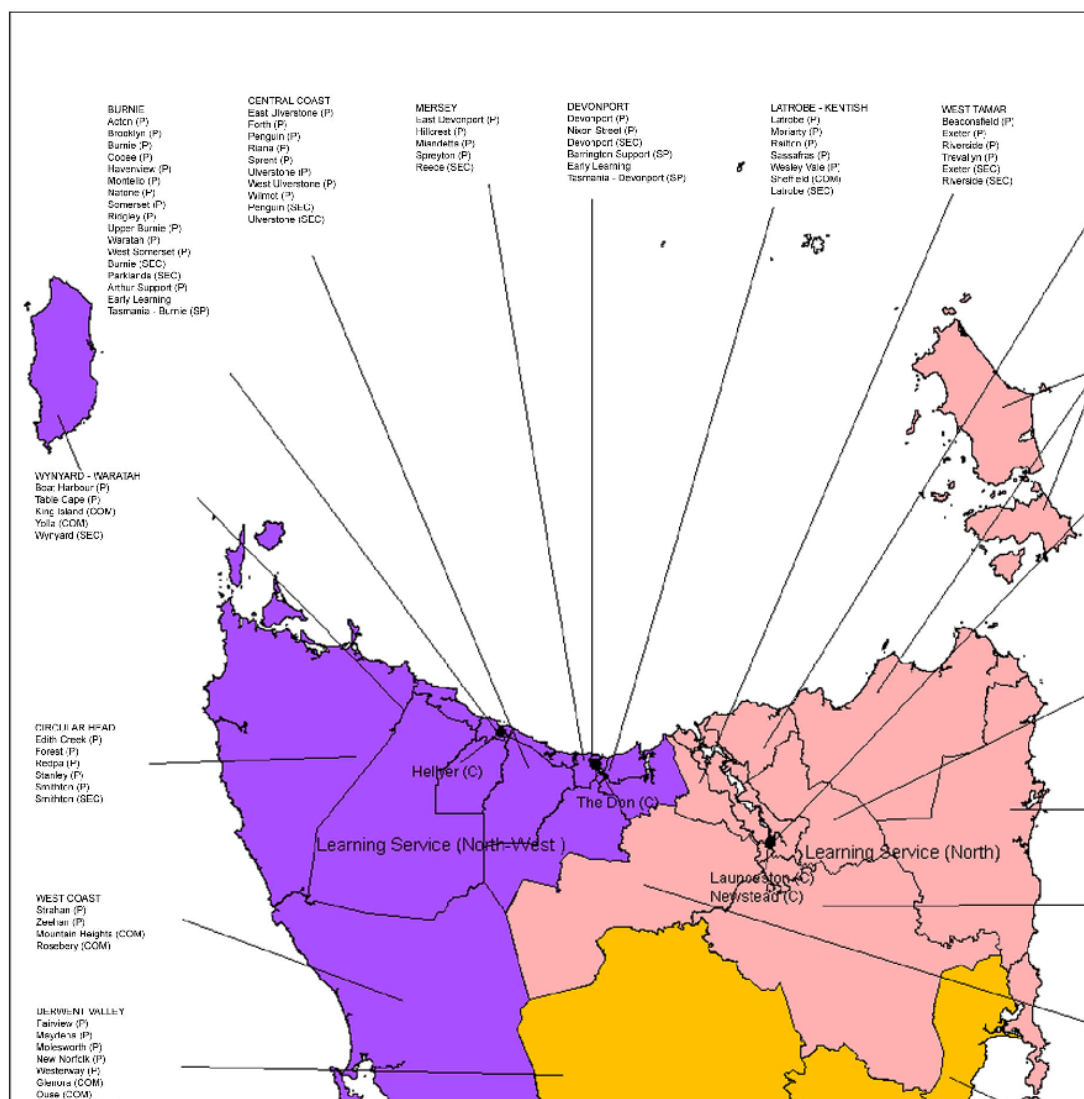 BURNIE
Acton (P)
Brooklyn (P)
Burnie (P)
Cooee (P)
Havenview (P)
Montello (P)
Natone (P)
Somerset (P)
Ridgley (P)
Upper Burnie (P)
Waratah (P)
West Somerset (P)
Burnie (SEC)
Parklands (SEC)
Arthur Support (P)
Early Learning
Tasmania - Burnie (SP)
CENTRAL COAST
East Ulverstone (P)
Forth (P)
Penguin (P)
Riana (P)
Sprent (P)
Ulverstone (P)
West Ulverstone (P)
Wilmot (P)
Penguin (SEC)
Ulverstone (SEC)
MERSEY
East Devonport (P)
Hillcrest (P)
Miandetta (P)
Spreyton (P)
Reece (SEC)
DEVONPORT
Devonport (P)
Nixon Street (P)
Devonport (SEC)
Barrington Support (SP)
Early Learning
Tasmania - Devonport (SP)
LATROBE - KENTISH
Latrobe (P)
Moriarty (P)
Railton (P)
Sassafras (P)
Wesley Vale (P)
Sheffield (COM)
Latrobe (SEC)
WEST TAMAR
Beaconsfield (P)
Exeter (P)
Riverside (P)
Trevallyn (P)
Exeter (SEC)
Riverside (SEC)
WYNYARD - WARATAH
Boat Harbour (P)
Table Cape (P)
King Island (COM)
Yolla (COM)
Wynyard (SEC)
CIRCULAR HEAD
Edith Creek (P)
Forest (P)
Redpa (P)
Stanley (P)
Smithton (P)
Smithton (SEC)
Hellyer (C)
The Don (C)
Learning Service (North-West )
Learning Service (North)
Launceston (C)
Newstead (C)
WEST COAST
Strahan (P)
Zeehan (P)
Mountain Heights (COM)
Rosebery (COM)
DERWENT VALLEY
Fairview (P)
Maydena (P)
Molesworth (P)
New Norfolk (P)
Westerway (P)
Glenora (COM)
Ouse (COM)